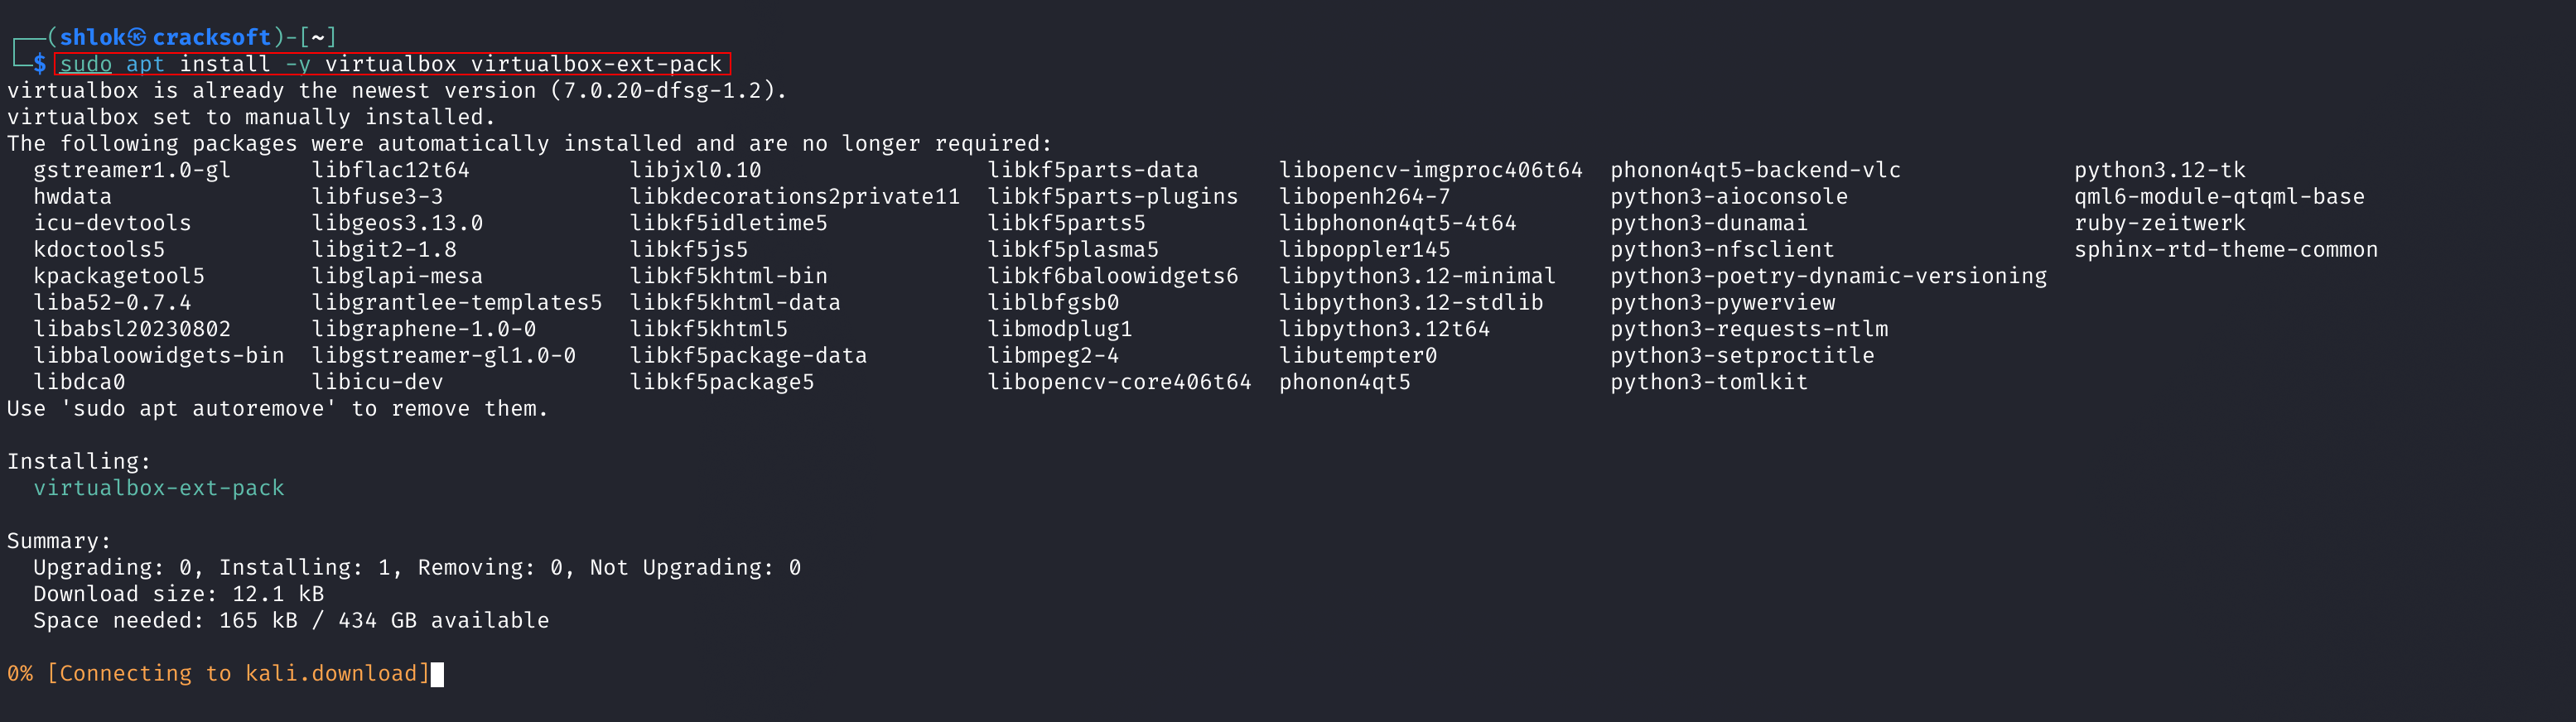 ┌──(shlok㉿cracksoft)-[~]
└─$ sudo apt install -y virtualbox virtualbox-ext-pack
virtualbox is already the newest version (7.0.20-dfsg-1.2).
virtualbox set to manually installed.
The following packages were automatically installed and are no longer required:
  gstreamer1.0-gl      libflac12t64           libjxl0.10                 libkf5parts-data      libopencv-imgproc406t64  phonon4qt5-backend-vlc             python3.12-tk
  hwdata               libfuse3-3             libkdecorations2private11  libkf5parts-plugins   libopenh264-7            python3-aioconsole                 qml6-module-qtqml-base
  icu-devtools         libgeos3.13.0          libkf5idletime5            libkf5parts5          libphonon4qt5-4t64       python3-dunamai                    ruby-zeitwerk
  kdoctools5           libgit2-1.8            libkf5js5                  libkf5plasma5         libpoppler145            python3-nfsclient                  sphinx-rtd-theme-common
  kpackagetool5        libglapi-mesa          libkf5khtml-bin            libkf6baloowidgets6   libpython3.12-minimal    python3-poetry-dynamic-versioning
  liba52-0.7.4         libgrantlee-templates5  libkf5khtml-data          liblbfgsb0            libpython3.12-stdlib     python3-pywerview
  libabsl20230802      libgraphene-1.0-0      libkf5khtml5               libmodplug1           libpython3.12t64         python3-requests-ntlm
  libbaloowidgets-bin  libgstreamer-gl1.0-0   libkf5package-data         libmpeg2-4            libutempter0             python3-setproctitle
  libdca0              libicu-dev             libkf5package5             libopencv-core406t64  phonon4qt5               python3-tomlkit
Use 'sudo apt autoremove' to remove them.
Installing:
  virtualbox-ext-pack
Summary:
  Upgrading: 0, Installing: 1, Removing: 0, Not Upgrading: 0
  Download size: 12.1 kB
  Space needed: 165 kB / 434 GB available
0% [Connecting to kali.download]